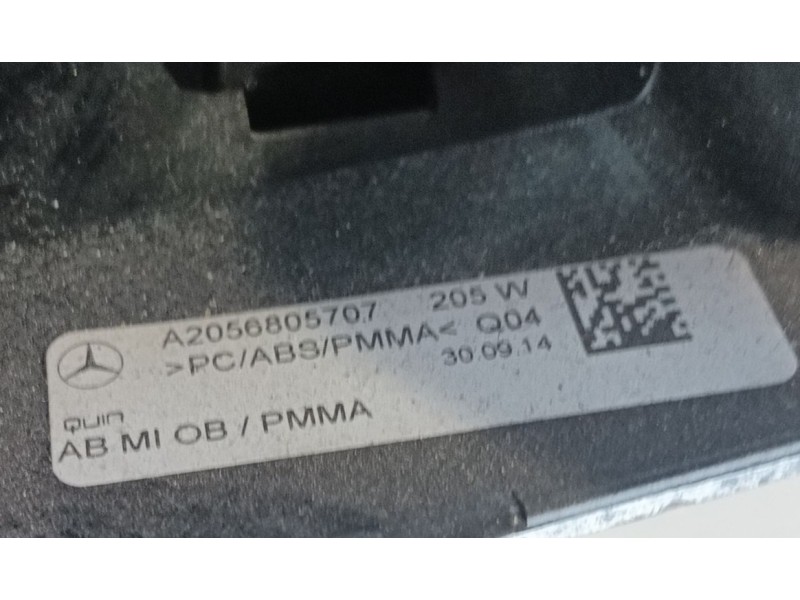 A2056805707 205 W
>PC/ABS/PMMA< Q04
30.09.14
QUIN
AB MI OB / PMMA